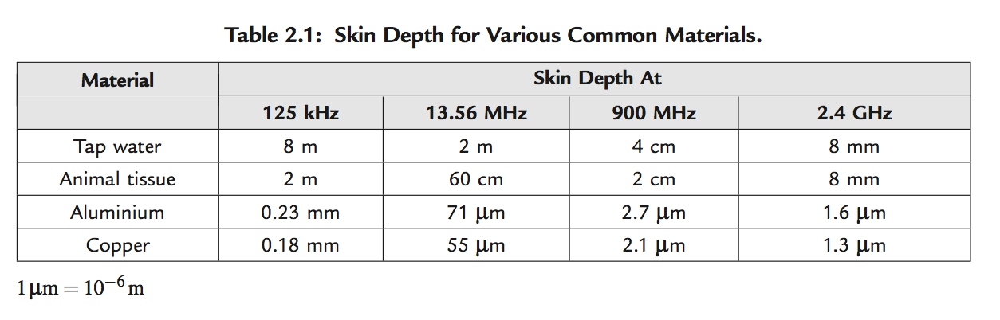 Table 2.1: Skin Depth for Various Common Materials.
Material Skin Depth At
125 kHz 13.56 MHz 900 MHz 2.4 GHz
Tap water 8 m 2 m 4 cm 8 mm
Animal tissue 2 m 60 cm 2 cm 8 mm
Aluminium 0.23 mm 71 μm 2.7 μm 1.6 μm
Copper 0.18 mm 55 μm 2.1 μm 1.3 μm
1 μm = 10⁻⁶ m